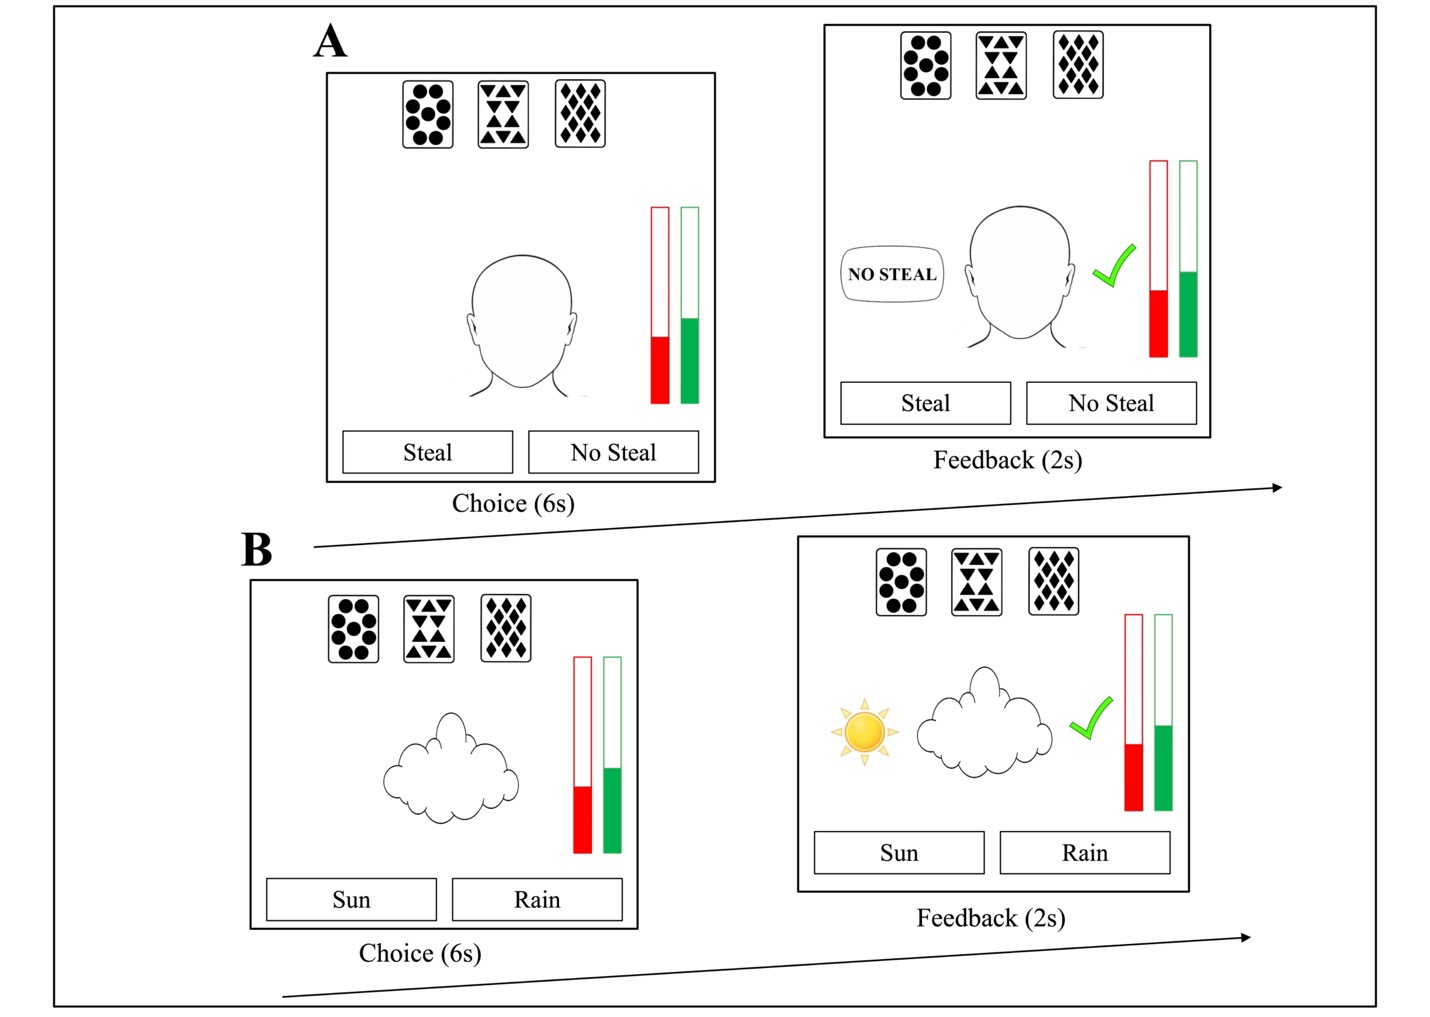 A
NO STEAL
Steal
No Steal
Feedback (2s)
Steal
No Steal
Choice (6s)
B
Sun
Rain
Feedback (2s)
Sun
Rain
Choice (6s)